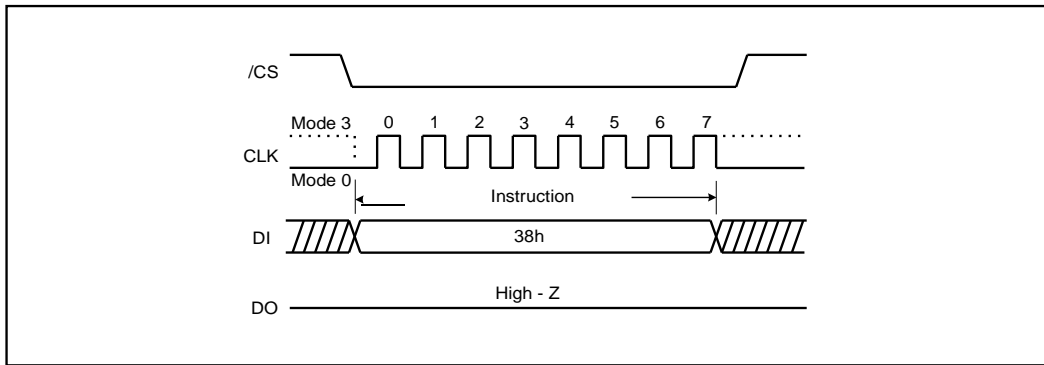 /CS
Mode 3 0 1 2 3 4 5 6 7
CLK
Mode 0
Instruction
DI 38h
High - Z
DO